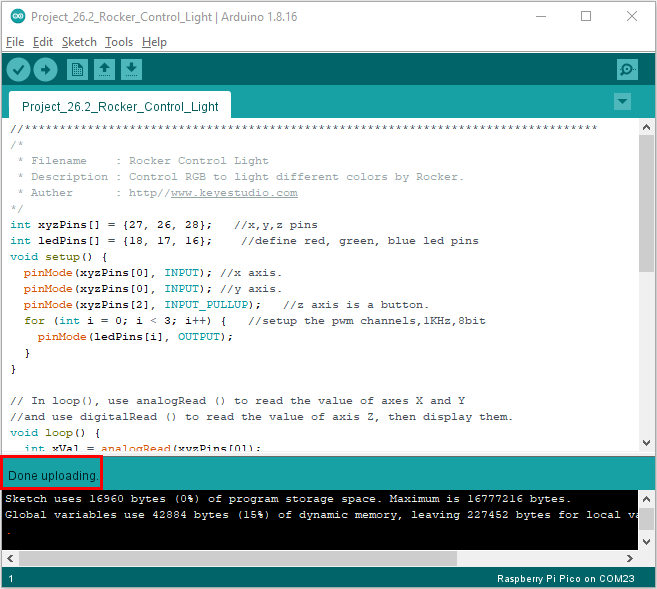 Project_26.2_Rocker_Control_Light | Arduino 1.8.16
File Edit Sketch Tools Help
Project_26.2_Rocker_Control_Light
//**********************************************************************************
/*
 * Filename    : Rocker Control Light
 * Description : Control RGB to light different colors by Rocker.
 * Auther      : http//www.keyestudio.com
*/
int xyzPins[] = {27, 26, 28};   //x,y,z pins
int ledPins[] = {18, 17, 16};    //define red, green, blue led pins
void setup() {
  pinMode(xyzPins[0], INPUT); //x axis.
  pinMode(xyzPins[0], INPUT); //y axis.
  pinMode(xyzPins[2], INPUT_PULLUP);   //z axis is a button.
  for (int i = 0; i < 3; i++) {   //setup the pwm channels,1KHz,8bit
    pinMode(ledPins[i], OUTPUT);
  }
}
// In loop(), use analogRead () to read the value of axes X and Y
//and use digitalRead () to read the value of axis Z, then display them.
void loop() {
  int xVal = analogRead(xyzPins[0]);
Done uploading.
Sketch uses 16960 bytes (0%) of program storage space. Maximum is 16777216 bytes.
Global variables use 42884 bytes (15%) of dynamic memory, leaving 227452 bytes for local va
.
1
Raspberry Pi Pico on COM23